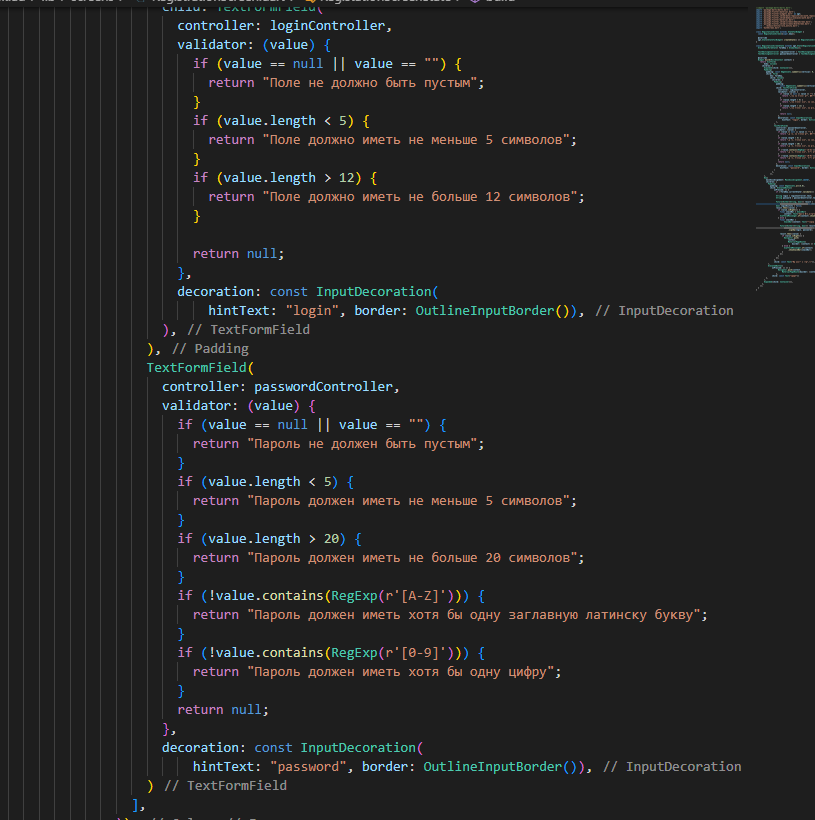 child: TextFormField(
controller: loginController,
validator: (value) {
if (value == null || value == "") {
return "Поле не должно быть пустым";
}
if (value.length < 5) {
return "Поле должно иметь не меньше 5 символов";
}
if (value.length > 12) {
return "Поле должно иметь не больше 12 символов";
}
return null;
},
decoration: const InputDecoration(
hintText: "login", border: OutlineInputBorder()), // InputDecoration
), // TextFormField
), // Padding
TextFormField(
controller: passwordController,
validator: (value) {
if (value == null || value == "") {
return "Пароль не должен быть пустым";
}
if (value.length < 5) {
return "Пароль должен иметь не меньше 5 символов";
}
if (value.length > 20) {
return "Пароль должен иметь не больше 20 символов";
}
if (!value.contains(RegExp(r'[A-Z]'))) {
return "Пароль должен иметь хотя бы одну заглавную латинску букву";
}
if (!value.contains(RegExp(r'[0-9]'))) {
return "Пароль должен иметь хотя бы одну цифру";
}
return null;
},
decoration: const InputDecoration(
hintText: "password", border: OutlineInputBorder()), // InputDecoration
) // TextFormField
],